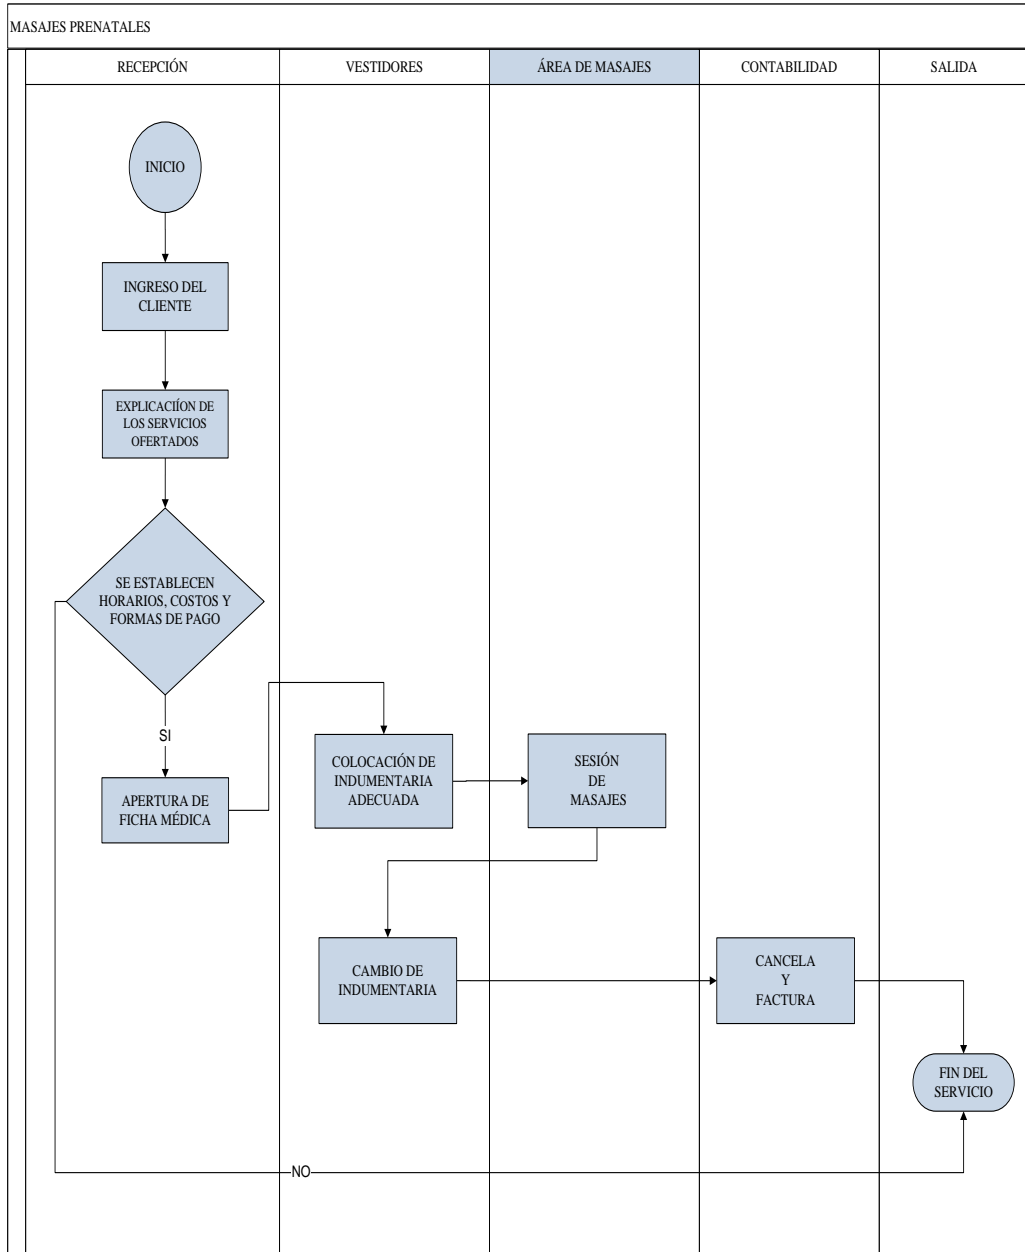 MASAJES PRENATALES
RECEPCIÓN
VESTIDORES
ÁREA DE MASAJES
CONTABILIDAD
SALIDA
INICIO
INGRESO DEL
CLIENTE
EXPLICACIÍON DE
LOS SERVICIOS
OFERTADOS
SE ESTABLECEN
HORARIOS, COSTOS Y
FORMAS DE PAGO
SI
APERTURA DE
FICHA MÉDICA
COLOCACIÓN DE
INDUMENTARIA
ADECUADA
SESIÓN
DE
MASAJES
CAMBIO DE
INDUMENTARIA
CANCELA
Y
FACTURA
FIN DEL
SERVICIO
NO